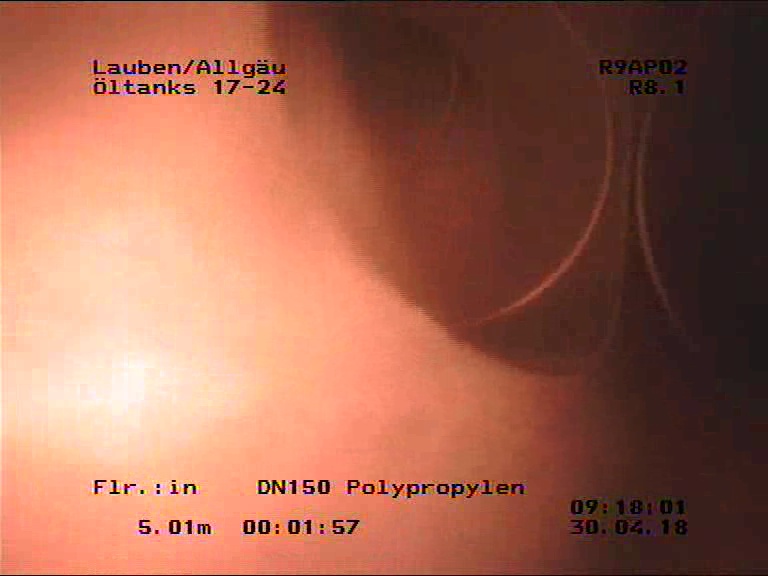 Lauben/Allgäu
Öltanks 17-24
R9AP02
R8.1
Flr.:in DN150 Polypropylen
5.01m 00:01:57
09:18:01
30.04.18